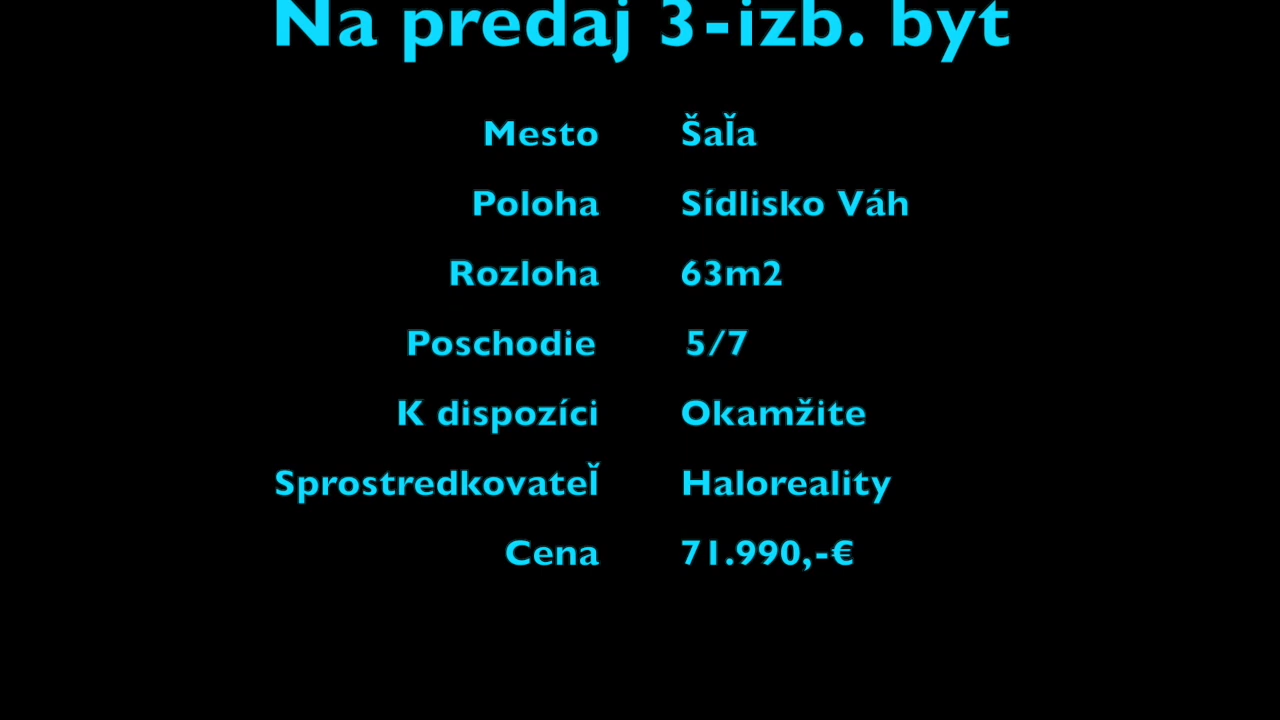 Na predaj 3-izb. byt
Mesto Šaľa
Poloha Sídlisko Váh
Rozloha 63m2
Poschodie 5/7
K dispozíci Okamžite
Sprostredkovateľ Haloreality
Cena 71.990,-€